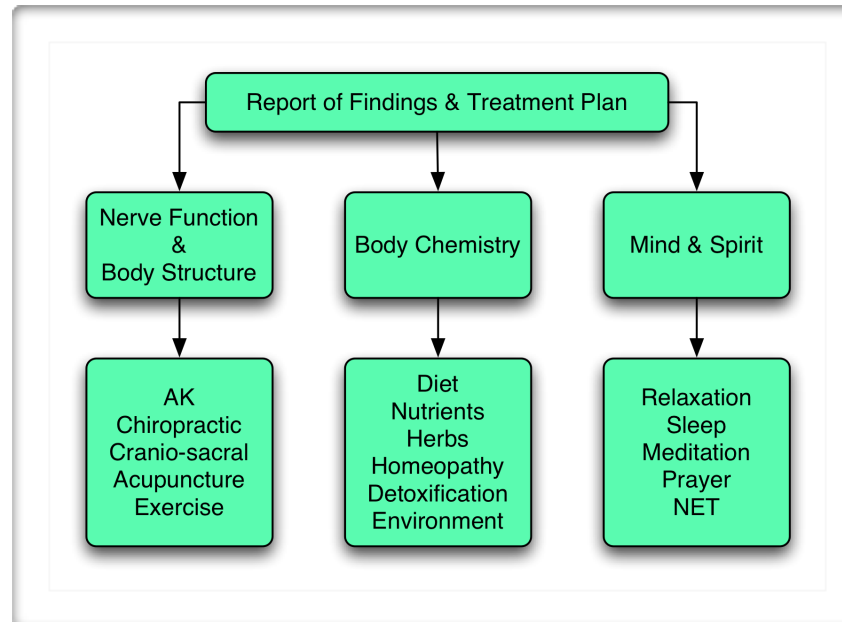 Report of Findings & Treatment Plan
Nerve Function
&
Body Structure
Body Chemistry
Mind & Spirit
AK
Chiropractic
Cranio-sacral
Acupuncture
Exercise
Diet
Nutrients
Herbs
Homeopathy
Detoxification
Environment
Relaxation
Sleep
Meditation
Prayer
NET